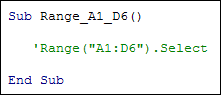 Sub Range_A1_D6()
'Range("A1:D6").Select
End Sub